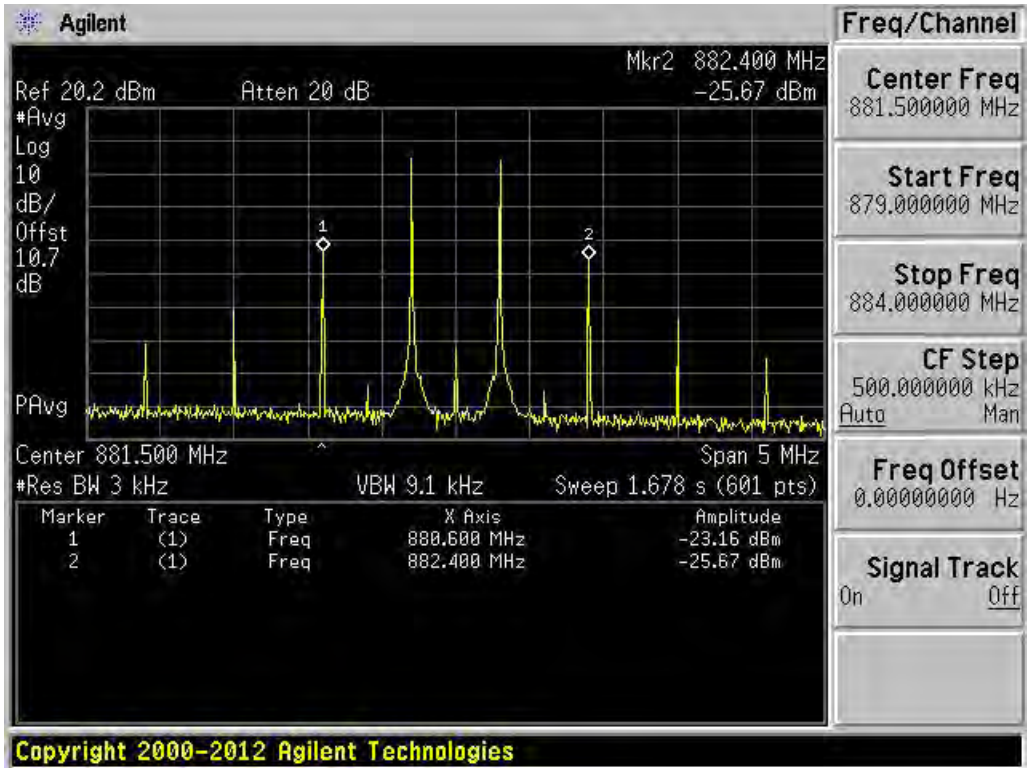 Agilent
Freq/Channel
Mkr2 882.400 MHz
Ref 20.2 dBm Atten 20 dB -25.67 dBm
#Avg
Log
10
dB/
Offst
10.7
dB
1
2
PAvg
Center 881.500 MHz Span 5 MHz
#Res BW 3 kHz VBW 9.1 kHz Sweep 1.678 s (601 pts)
Marker Trace Type X Axis Amplitude
1 (1) Freq 880.600 MHz -23.16 dBm
2 (1) Freq 882.400 MHz -25.67 dBm
Center Freq
881.500000 MHz
Start Freq
879.000000 MHz
Stop Freq
884.000000 MHz
CF Step
500.000000 kHz
Auto Man
Freq Offset
0.00000000 Hz
Signal Track
On Off
Copyright 2000-2012 Agilent Technologies